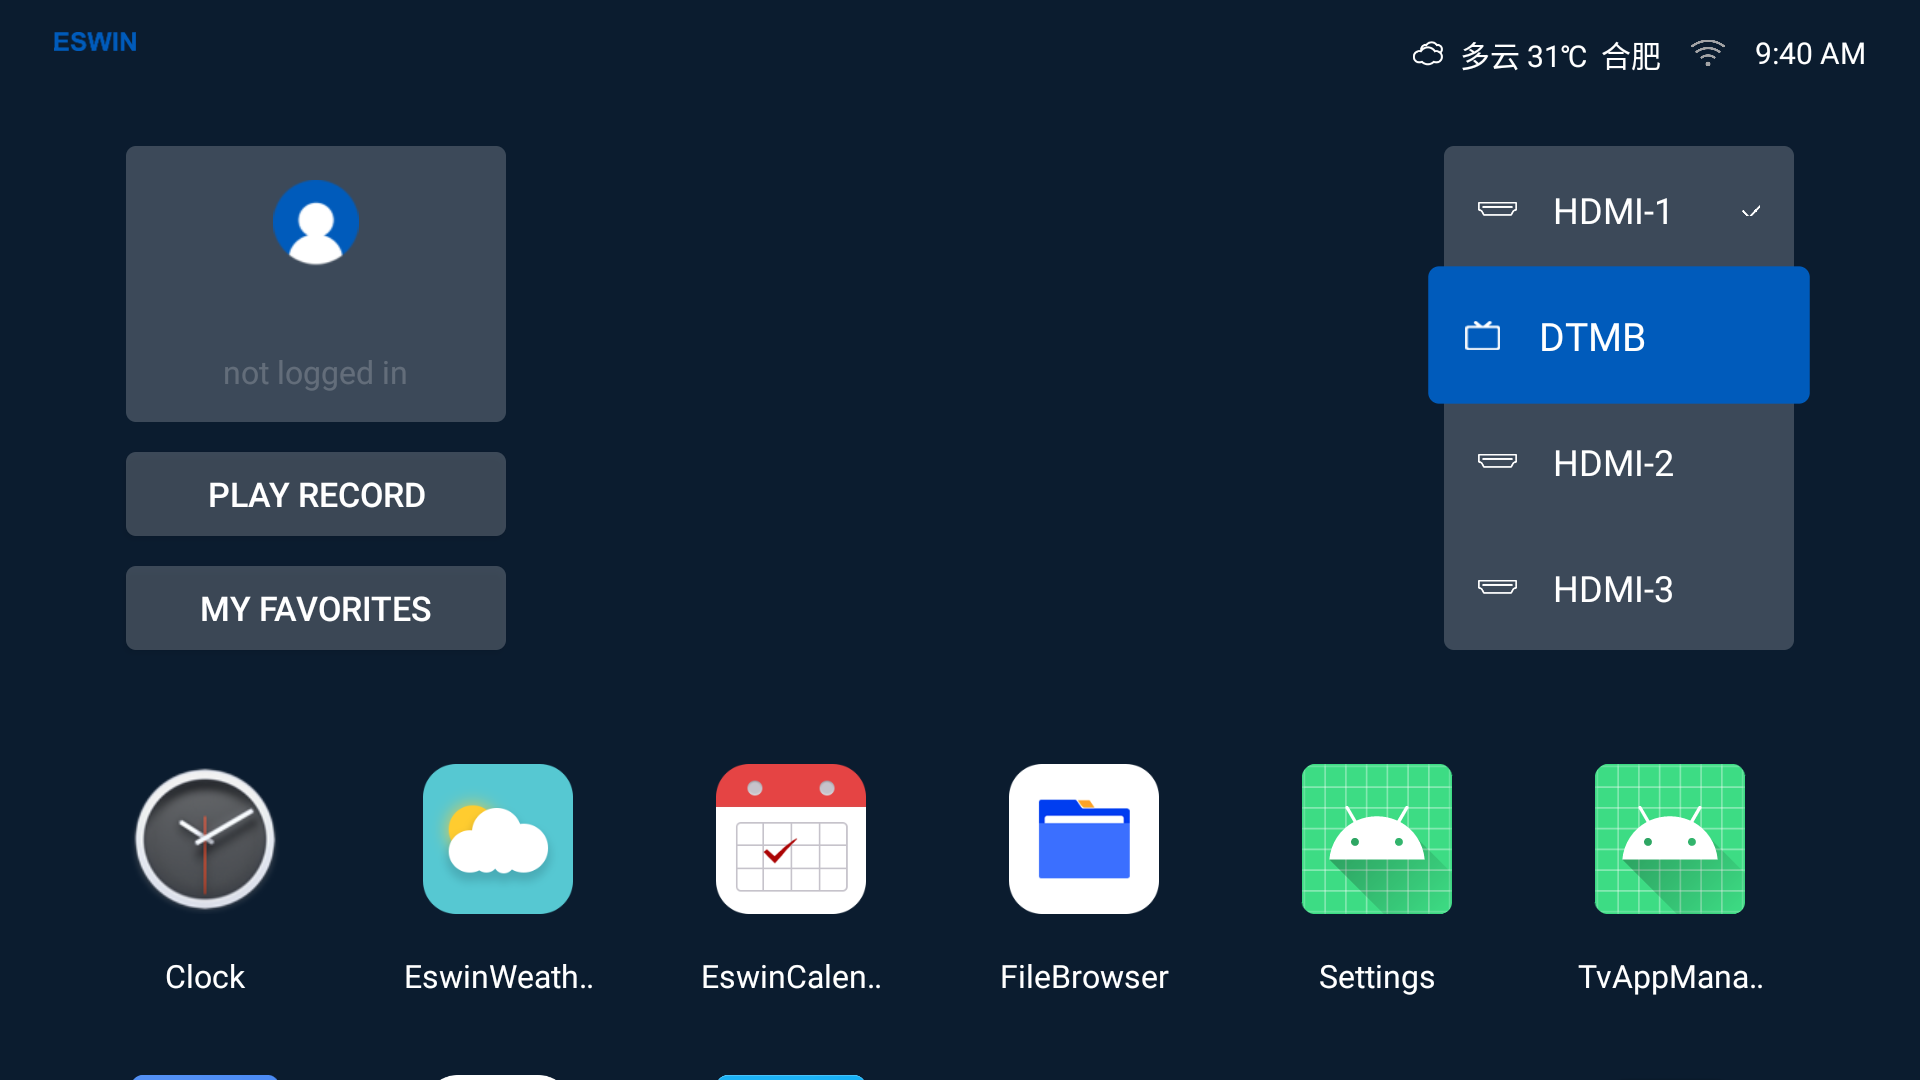 ESWIN
多云 31℃ 合肥
9:40 AM
not logged in
PLAY RECORD
MY FAVORITES
HDMI-1
DTMB
HDMI-2
HDMI-3
Clock
EswinWeath..
EswinCalen..
FileBrowser
Settings
TvAppMana..